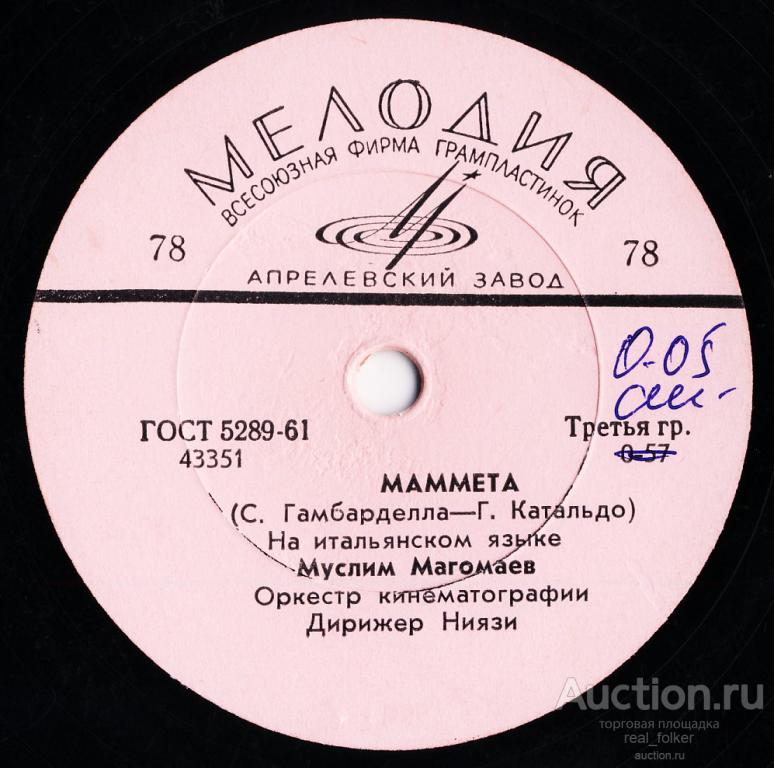 МЕЛОДИЯ
ВСЕСОЮЗНАЯ ФИРМА ГРАМПЛАСТИНОК
78
78
АПРЕЛЕВСКИЙ ЗАВОД
0-05
ГОСТ 5289-61
Третья гр.
43351
0-57
МАММЕТА
(С. Гамбарделла—Г. Катальдо)
На итальянском языке
Муслим Магомаев
Оркестр кинематографии
Дирижер Ниязи
Auction.ru
торговая площадка
real_folker
auction.ru